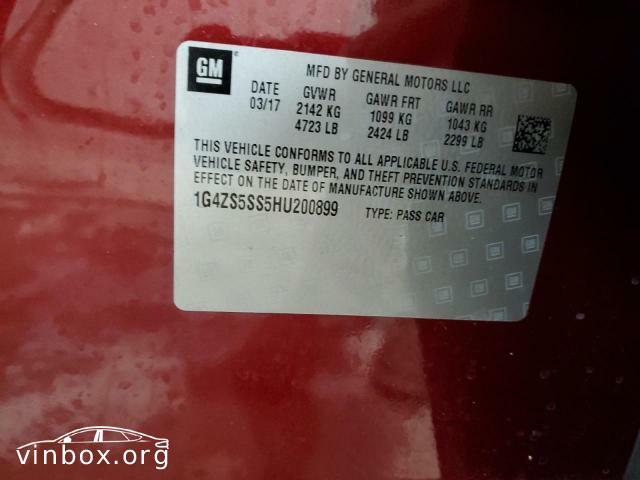 GM
MFD BY GENERAL MOTORS LLC
DATE GVWR GAWR FRT GAWR RR
03/17 2142 KG 1099 KG 1043 KG
4723 LB 2424 LB 2299 LB
THIS VEHICLE CONFORMS TO ALL APPLICABLE U.S. FEDERAL MOTOR
VEHICLE SAFETY, BUMPER, AND THEFT PREVENTION STANDARDS IN
EFFECT ON THE DATE OF MANUFACTURE SHOWN ABOVE.
1G4ZS5SS5HU200899 TYPE: PASS CAR
vinbox.org